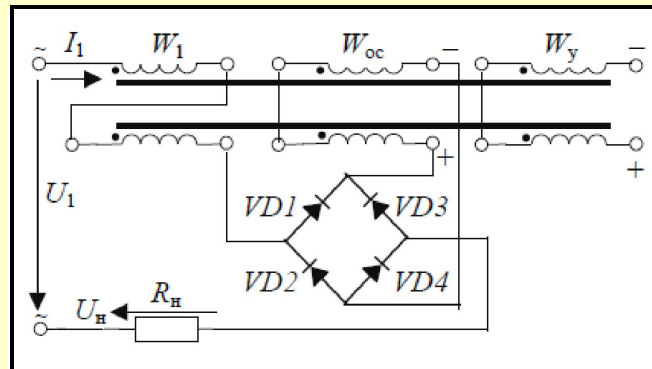 ~ I₁ W₁ Wос − Wу −
U₁ + +
VD1 VD3
VD2 VD4
Uн Rн
~